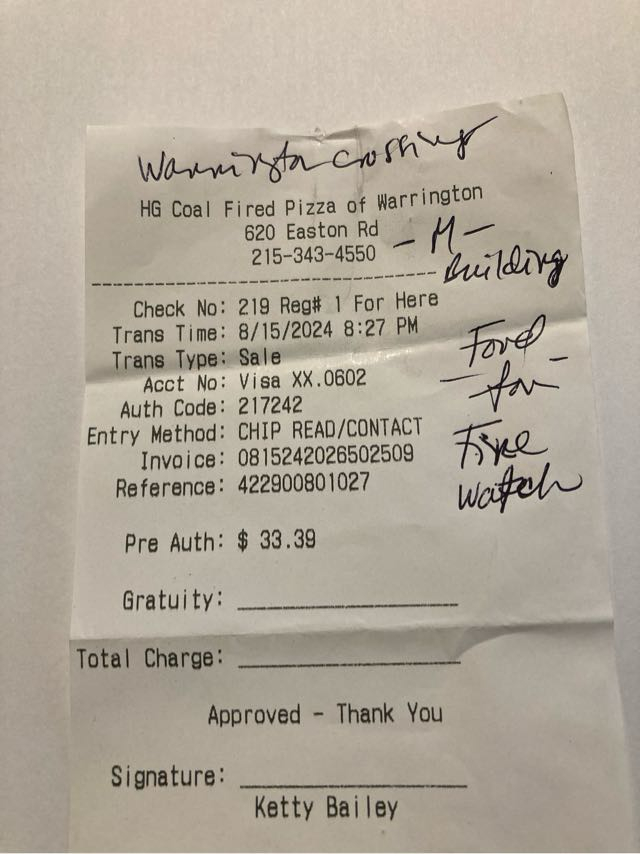 Warrington crossing
HG Coal Fired Pizza of Warrington
620 Easton Rd
215-343-4550
- M -
Building
Check No: 219 Reg# 1 For Here
Trans Time: 8/15/2024 8:27 PM
Trans Type: Sale
Acct No: Visa XX.0602
Auth Code: 217242
Entry Method: CHIP READ/CONTACT
Invoice: 0815242026502509
Reference: 422900801027
Food
- for -
Fire
watch
Pre Auth: $ 33.39
Gratuity:
Total Charge:
Approved - Thank You
Signature:
Ketty Bailey